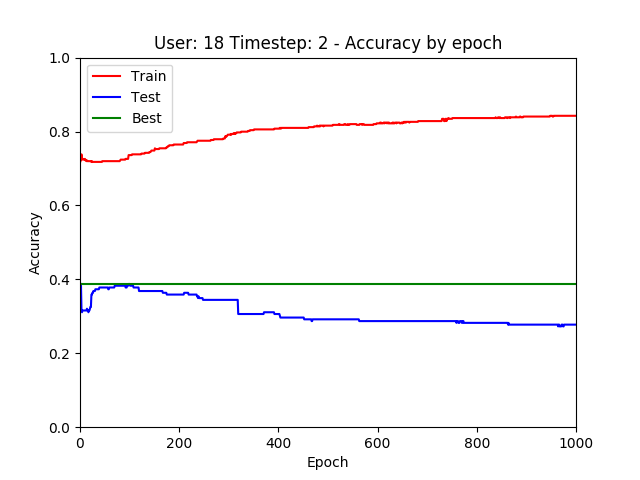 User: 18 Timestep: 2 - Accuracy by epoch
Train
Test
Best
Accuracy
1.0
0.8
0.6
0.4
0.2
0.0
0 200 400 600 800 1000
Epoch